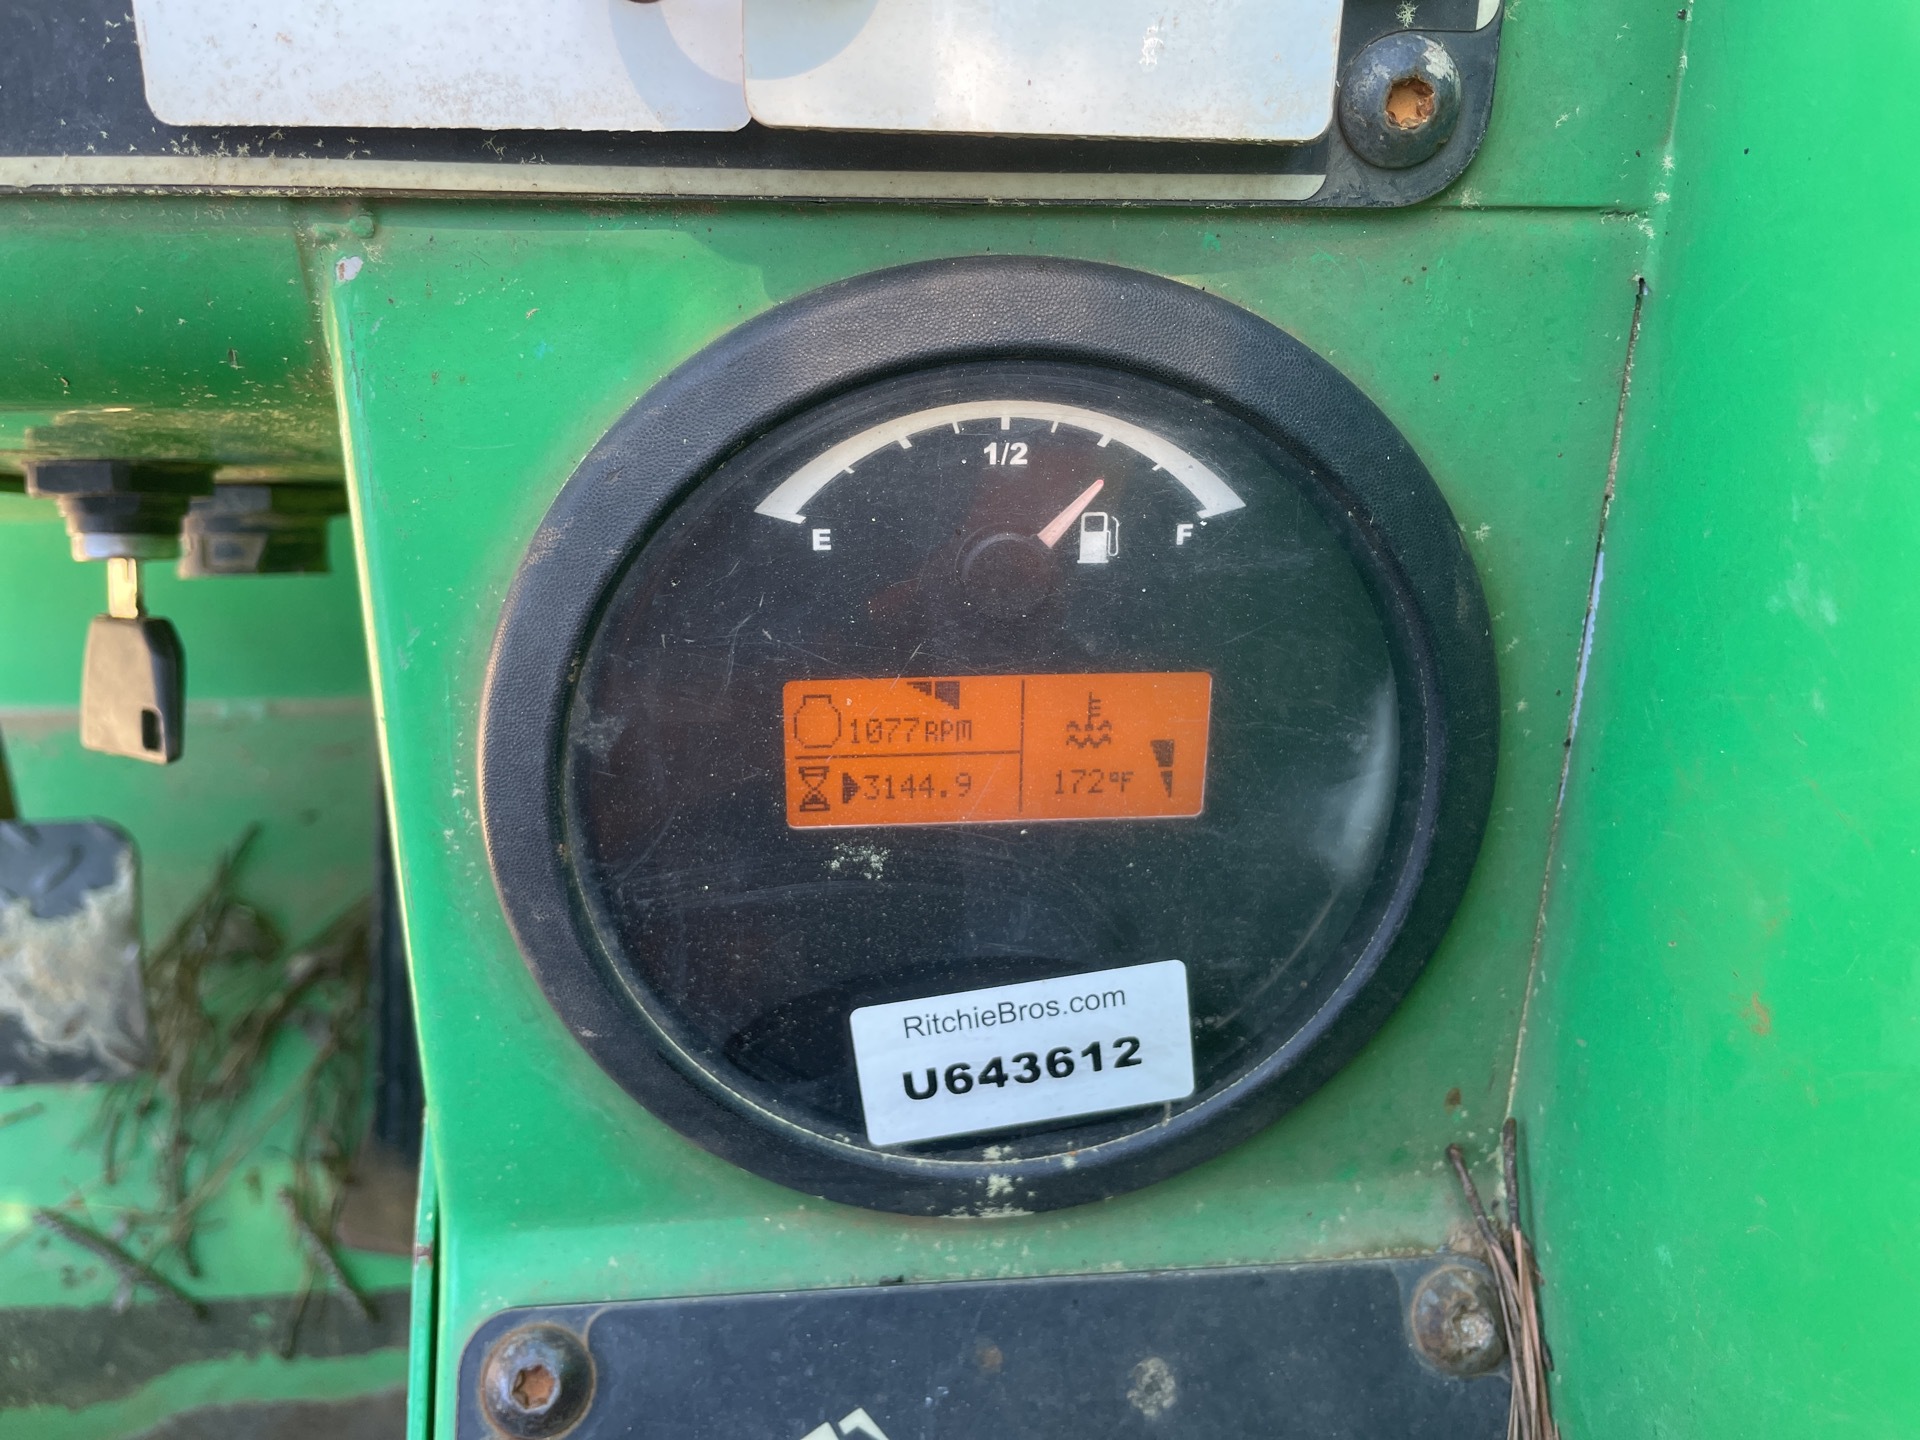 1/2
E
F
1077RPM
3144.9
172°F
RitchieBros.com
U643612